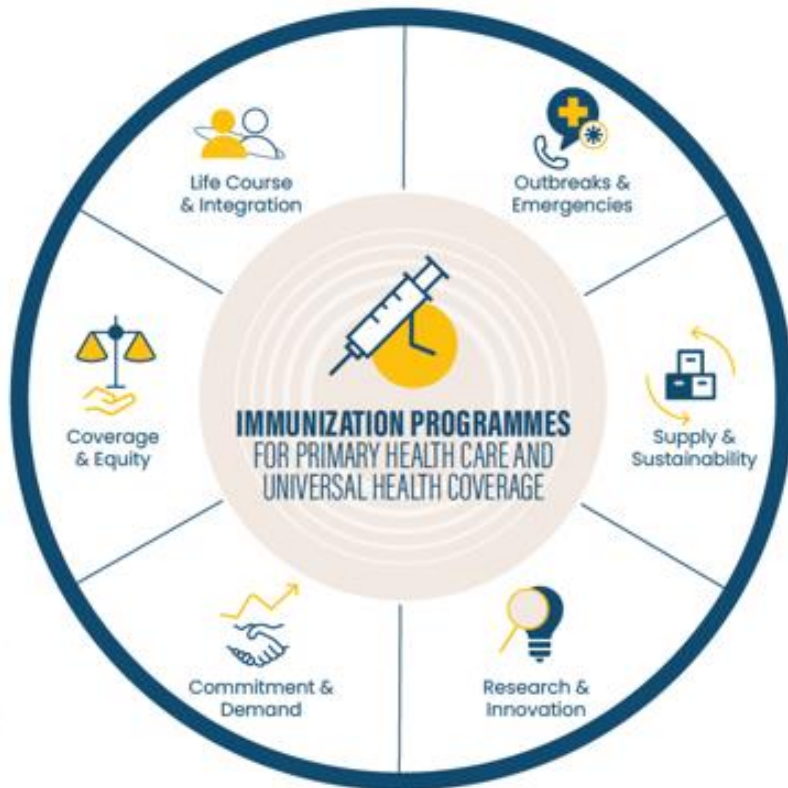 Life Course
& Integration
Outbreaks &
Emergencies
Coverage
& Equity
IMMUNIZATION PROGRAMMES
FOR PRIMARY HEALTH CARE AND
UNIVERSAL HEALTH COVERAGE
Supply &
Sustainability
Commitment &
Demand
Research &
Innovation